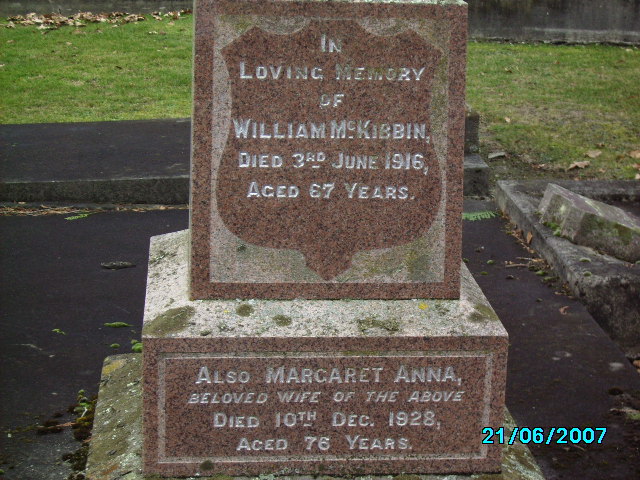 IN
LOVING MEMORY
OF
WILLIAM McKIBBIN,
DIED 3RD JUNE 1916,
AGED 67 YEARS.
ALSO MARGARET ANNA,
BELOVED WIFE OF THE ABOVE
DIED 10TH DEC. 1928,
AGED 76 YEARS.
21/06/2007